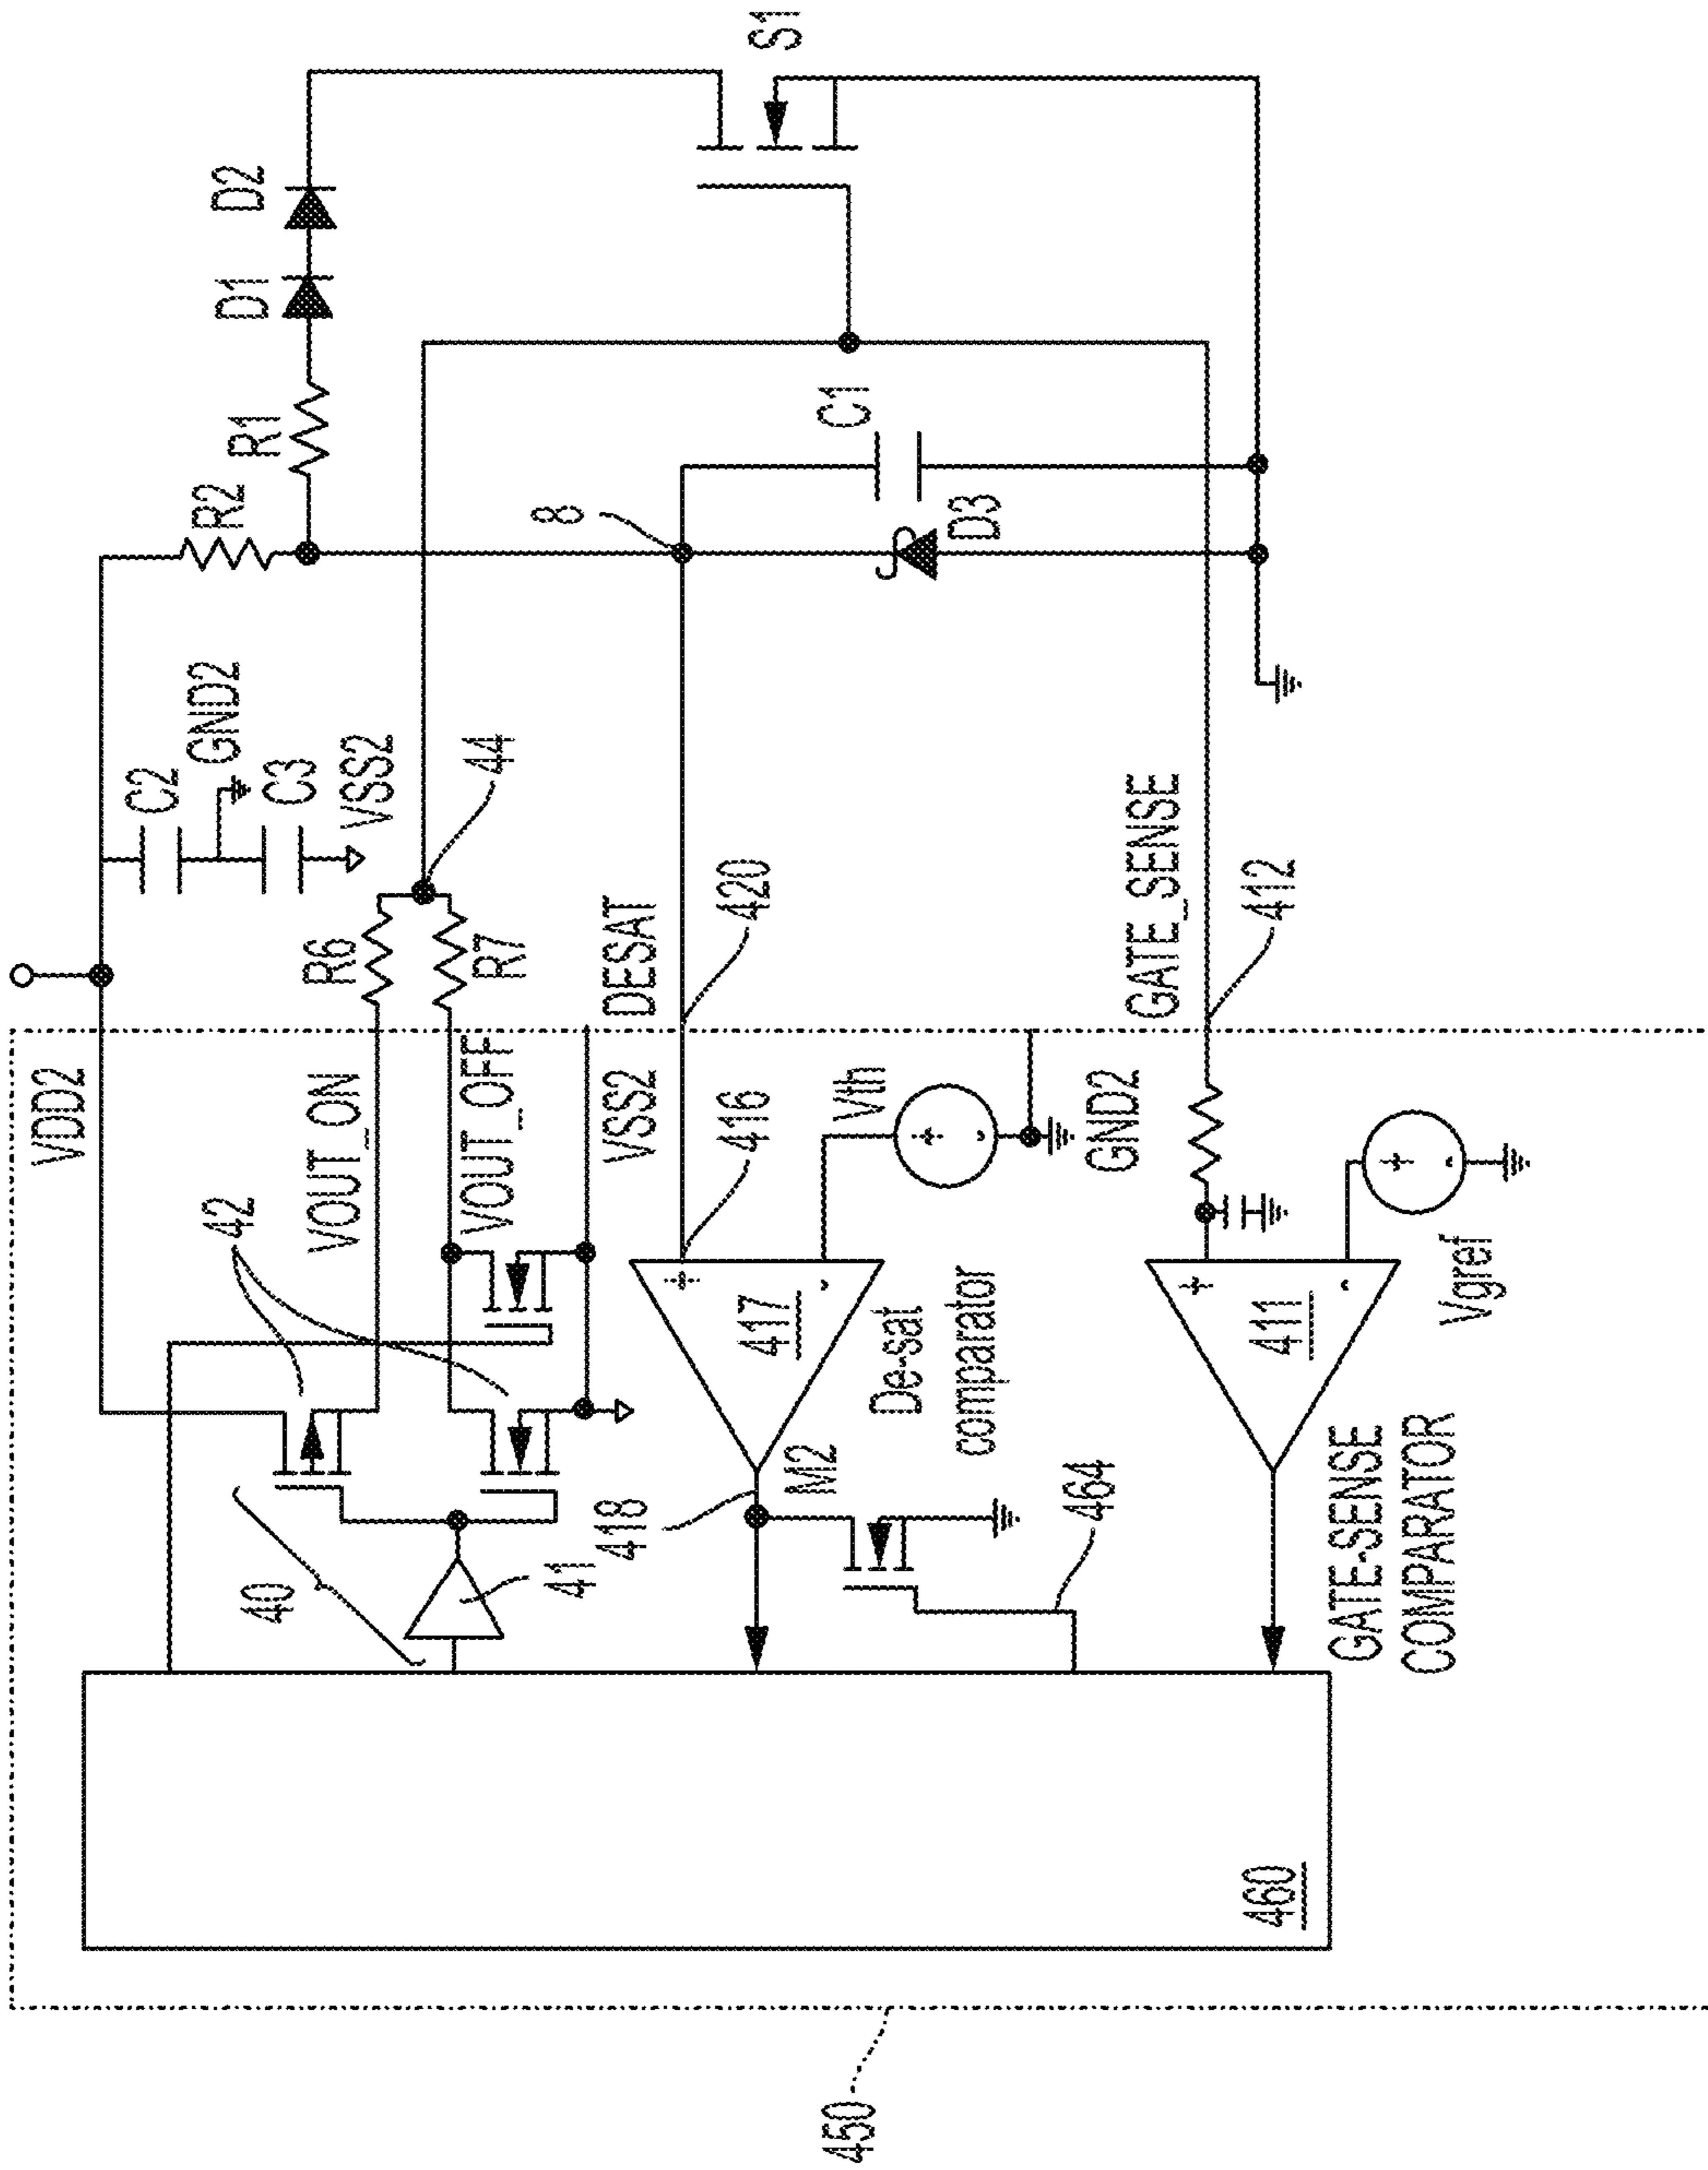 450
460
40
41
42
VDD2
VOUT_ON
VOUT_OFF
VSS2
R6
R7
44
C2
GND2
C3
VSS2
R2
R1
D1
D2
S1
8
C1
D3
DESAT
420
416
417
De-sat
comparator
Vth
GND2
418
M2
464
GATE_SENSE
412
411
Vgref
GATE-SENSE
COMPARATOR
+
-
+
-
+
-
+
-